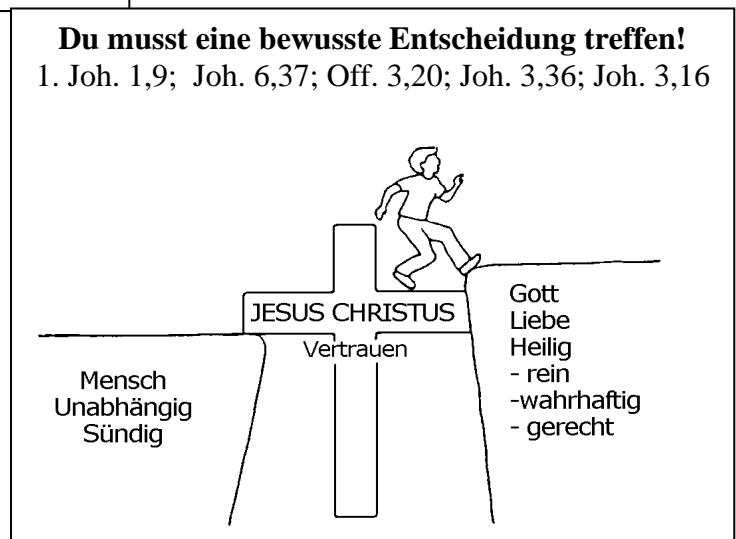 Du musst eine bewusste Entscheidung treffen!
1. Joh. 1,9; Joh. 6,37; Off. 3,20; Joh. 3,36; Joh. 3,16
JESUS CHRISTUS
Vertrauen
Mensch
Unabhängig
Sündig
Gott
Liebe
Heilig
- rein
-wahrhaftig
- gerecht